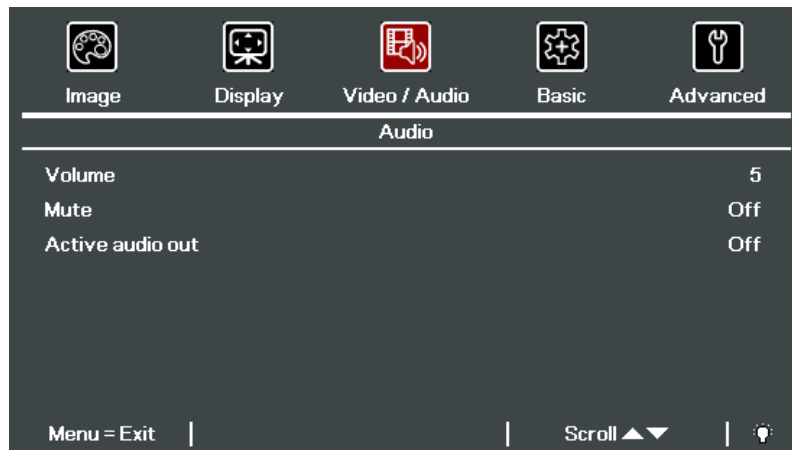 Image Display Video / Audio Basic Advanced
Audio
Volume 5
Mute Off
Active audio out Off
Menu = Exit Scroll ▲▼